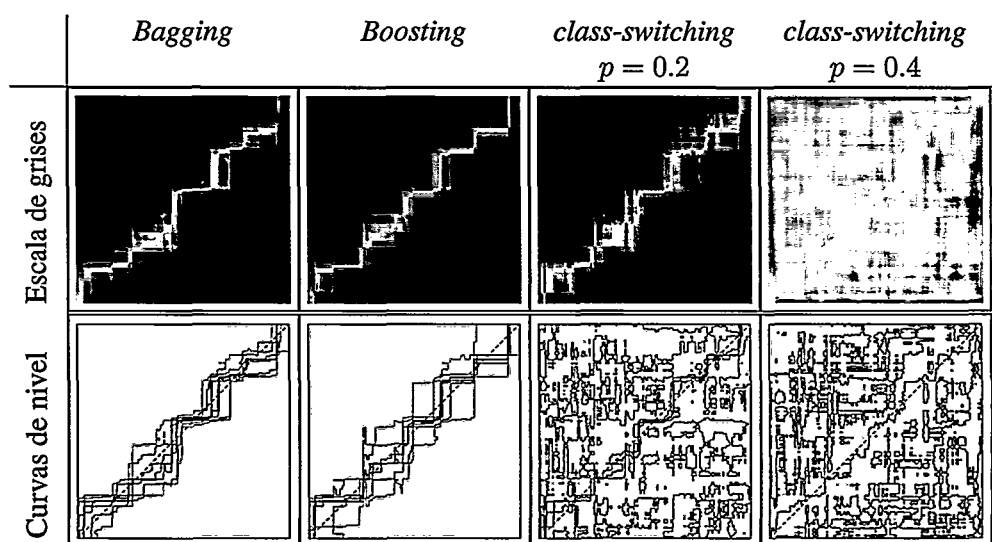 Bagging
Boosting
class-switching
p = 0.2
class-switching
p = 0.4
Escala de grises
Curvas de nivel